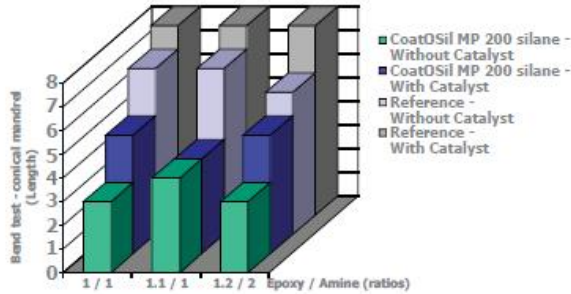 CoatOSil MP 200 silane -
Without Catalyst
CoatOSil MP 200 silane -
With Catalyst
Reference -
Without Catalyst
Reference -
With Catalyst
Bend test - conical mandrel
(Length)
8
7
6
5
4
3
2
1
0
1 / 1
1.1 / 1
1.2 / 2
Epoxy / Amine (ratios)